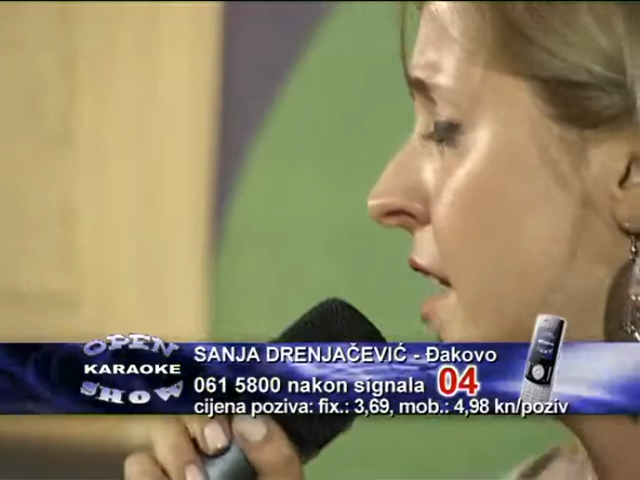 OPEN
KARAOKE
SHOW
SANJA DRENJAČEVIĆ - Đakovo
061 5800 nakon signala 04
cijena poziva: fix.: 3,69, mob.: 4,98 kn/poziv